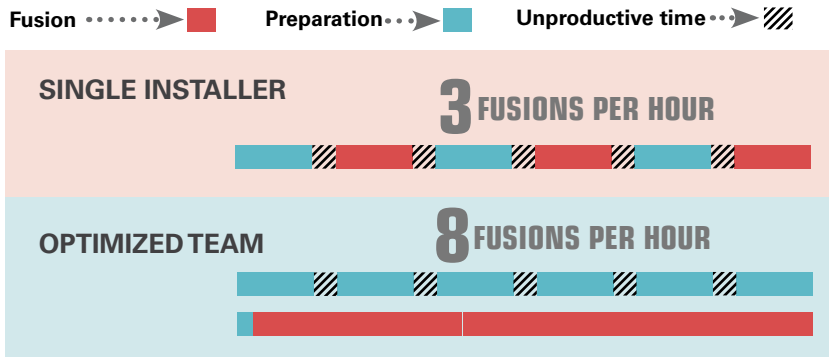 Fusion Preparation Unproductive time
SINGLE INSTALLER
3 FUSIONS PER HOUR
OPTIMIZED TEAM
8 FUSIONS PER HOUR